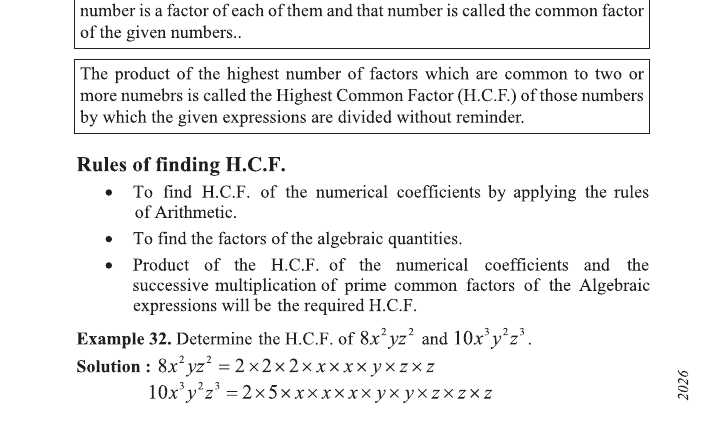 number is a factor of each of them and that number is called the common factor
of the given numbers..
The product of the highest number of factors which are common to two or
more numebrs is called the Highest Common Factor (H.C.F.) of those numbers
by which the given expressions are divided without reminder.
Rules of finding H.C.F.
• To find H.C.F. of the numerical coefficients by applying the rules
of Arithmetic.
• To find the factors of the algebraic quantities.
• Product of the H.C.F. of the numerical coefficients and the
successive multiplication of prime common factors of the Algebraic
expressions will be the required H.C.F.
Example 32. Determine the H.C.F. of 8x²yz² and 10x³y²z³.
Solution : 8x²yz² = 2×2×2×x×x×y×z×z
10x³y²z³ = 2×5×x×x×x×y×y×z×z×z
2026